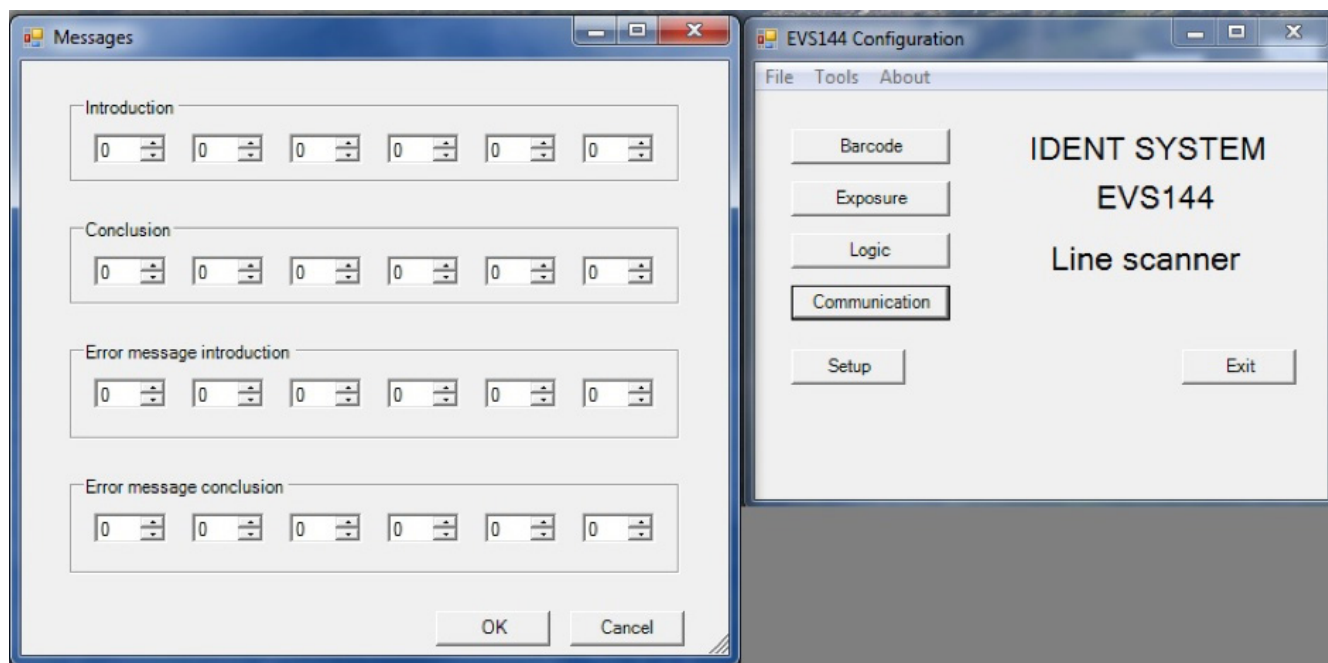 Messages
Introduction
0 0 0 0 0 0
Conclusion
0 0 0 0 0 0
Error message introduction
0 0 0 0 0 0
Error message conclusion
0 0 0 0 0 0
OK Cancel
EVS144 Configuration
File Tools About
Barcode
Exposure
Logic
Communication
Setup
IDENT SYSTEM
EVS144
Line scanner
Exit